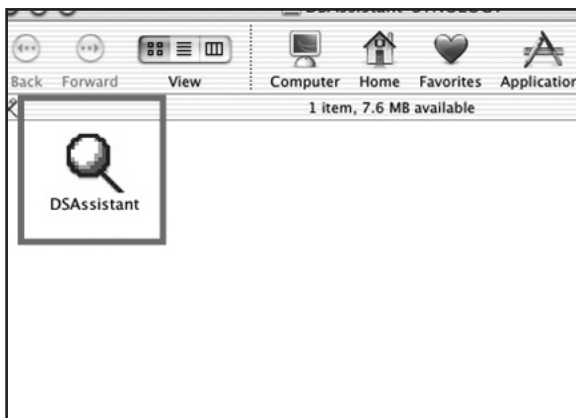 Back Forward View Computer Home Favorites Application
1 item, 7.6 MB available
DSAssistant